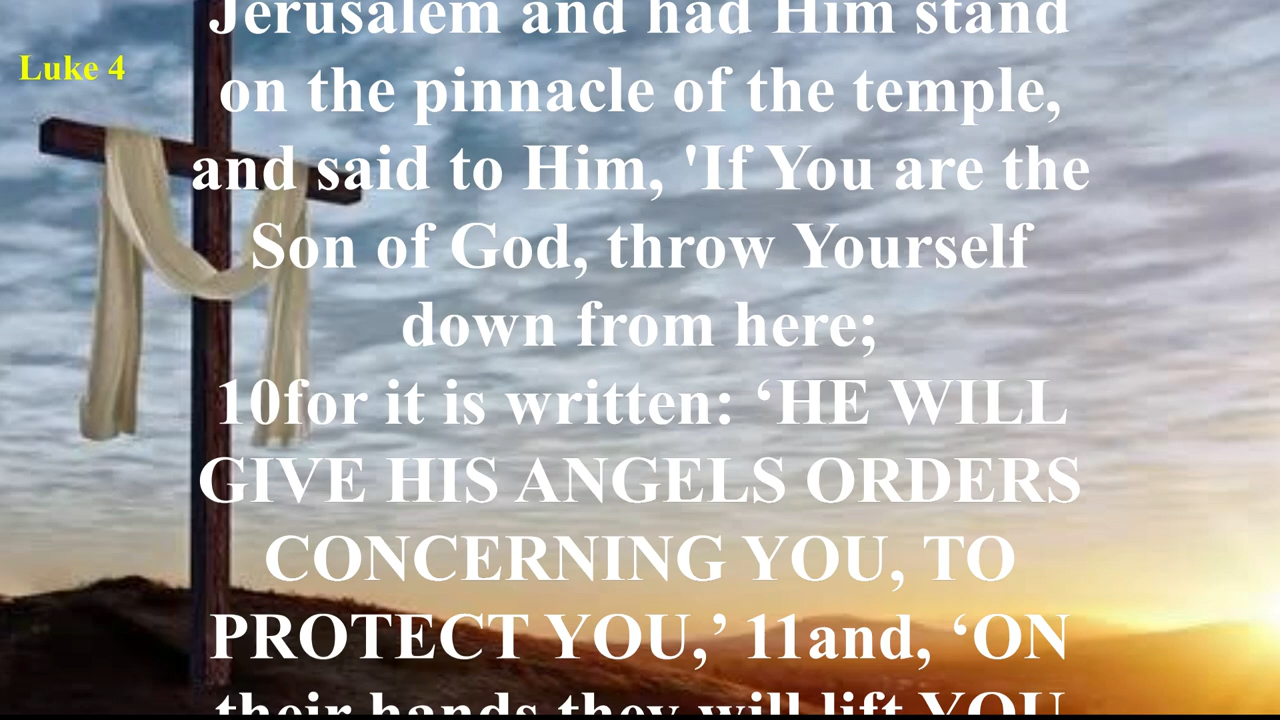 Jerusalem and had Him stand
Luke 4
on the pinnacle of the temple,
and said to Him, 'If You are the
Son of God, throw Yourself
down from here;
10for it is written: ‘HE WILL
GIVE HIS ANGELS ORDERS
CONCERNING YOU, TO
PROTECT YOU,’ 11and, ‘ON
their hands they will lift YOU